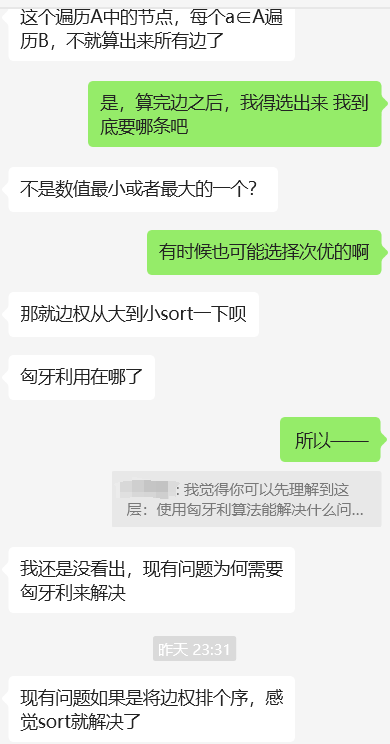 这个遍历A中的节点，每个a∈A遍
历B，不就算出来所有边了
是，算完边之后，我得选出来 我到
底要哪条吧
不是数值最小或者最大的一个？
有时候也可能选择次优的啊
那就边权从大到小sort一下呗
匈牙利用在哪了
所以——
: 我觉得你可以先理解到这
层：使用匈牙利算法能解决什么问...
我还是没看出，现有问题为何需要
匈牙利来解决
昨天 23:31
现有问题如果是将边权排个序，感
觉sort就解决了